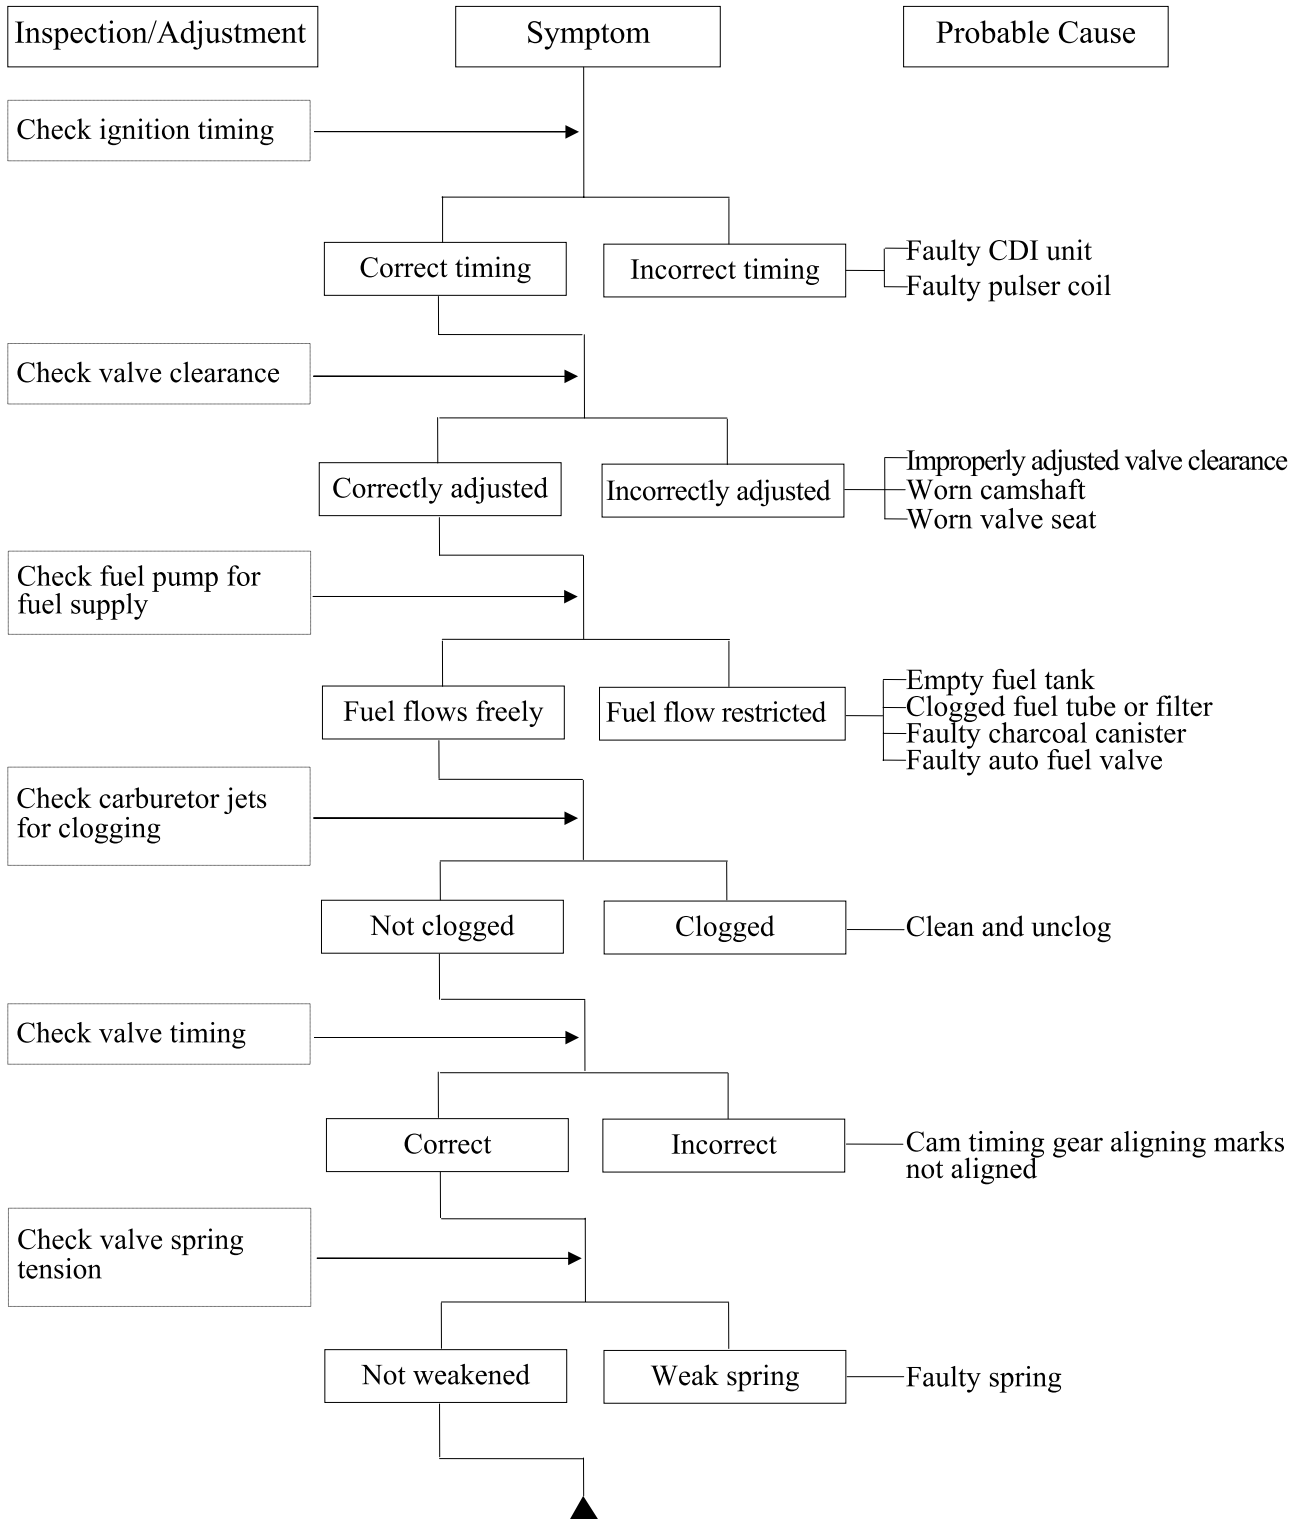 Inspection/Adjustment
Symptom
Probable Cause
Check ignition timing
Correct timing
Incorrect timing
Faulty CDI unit
Faulty pulser coil
Check valve clearance
Correctly adjusted
Incorrectly adjusted
Improperly adjusted valve clearance
Worn camshaft
Worn valve seat
Check fuel pump for
fuel supply
Fuel flows freely
Fuel flow restricted
Empty fuel tank
Clogged fuel tube or filter
Faulty charcoal canister
Faulty auto fuel valve
Check carburetor jets
for clogging
Not clogged
Clogged
Clean and unclog
Check valve timing
Correct
Incorrect
Cam timing gear aligning marks
not aligned
Check valve spring
tension
Not weakened
Weak spring
Faulty spring